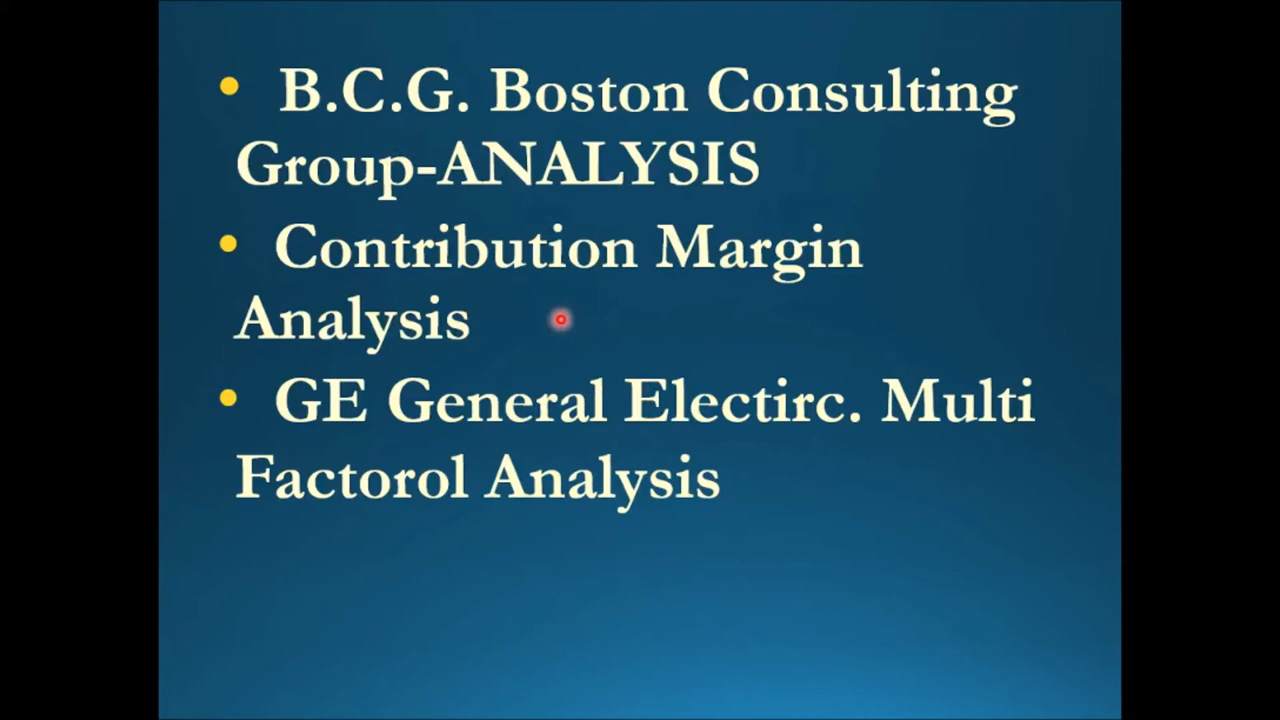 • B.C.G. Boston Consulting
Group-ANALYSIS
• Contribution Margin
Analysis
• GE General Electirc. Multi
Factorol Analysis